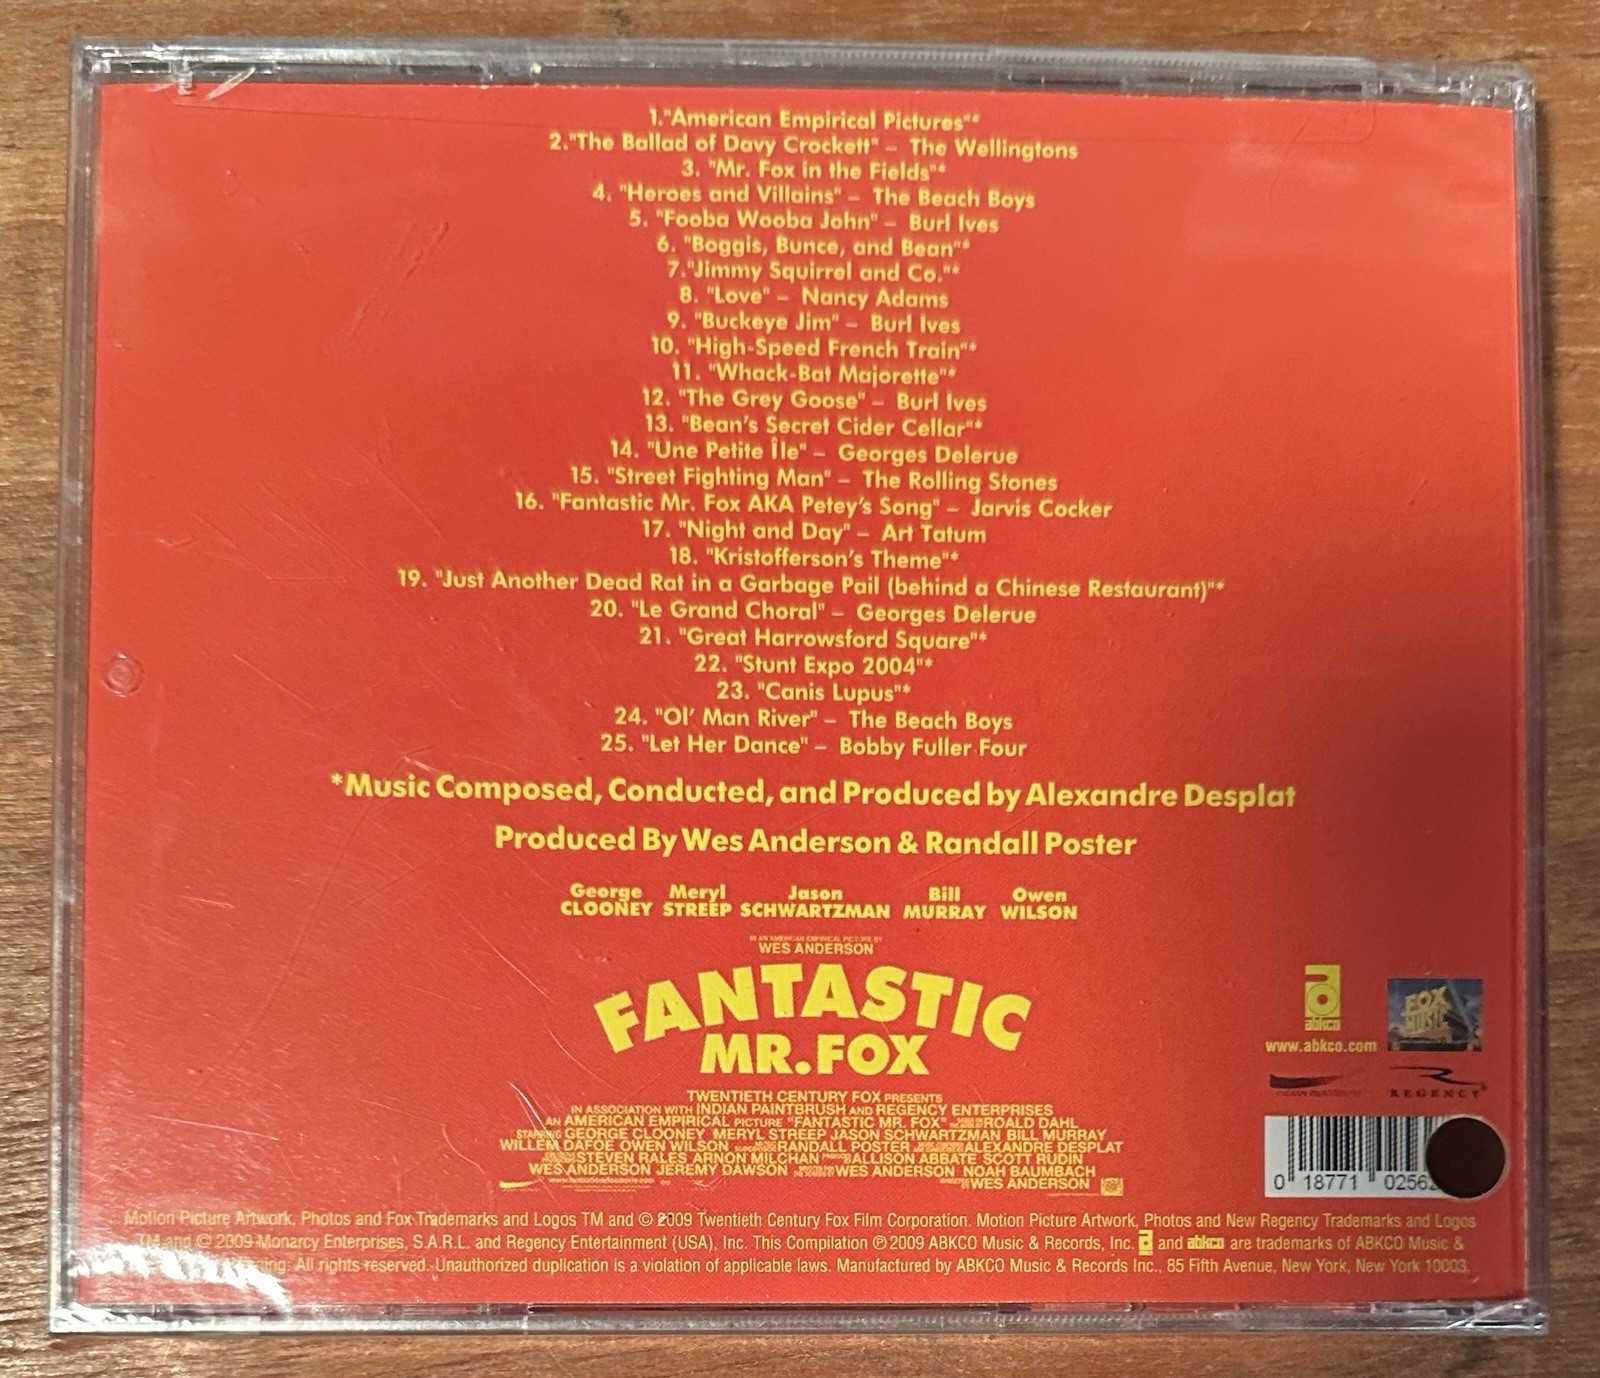 1."American Empirical Pictures"*
2."The Ballad of Davy Crockett" – The Wellingtons
3. "Mr. Fox in the Fields"*
4. "Heroes and Villains" – The Beach Boys
5. "Fooba Wooba John" – Burl Ives
6. "Boggis, Bunce, and Bean"*
7."Jimmy Squirrel and Co."*
8. "Love" – Nancy Adams
9. "Buckeye Jim" – Burl Ives
10. "High-Speed French Train"*
11. "Whack-Bat Majorette"*
12. "The Grey Goose" – Burl Ives
13. "Bean's Secret Cider Cellar"*
14. "Une Petite Île" – Georges Delerue
15. "Street Fighting Man" – The Rolling Stones
16. "Fantastic Mr. Fox AKA Petey's Song" – Jarvis Cocker
17. "Night and Day" – Art Tatum
18. "Kristofferson's Theme"*
19. "Just Another Dead Rat in a Garbage Pail (behind a Chinese Restaurant)"*
20. "Le Grand Choral" – Georges Delerue
21. "Great Harrowsford Square"*
22. "Stunt Expo 2004"*
23. "Canis Lupus"*
24. "Ol' Man River" – The Beach Boys
25. "Let Her Dance" – Bobby Fuller Four
*Music Composed, Conducted, and Produced by Alexandre Desplat
Produced By Wes Anderson & Randall Poster
George CLOONEY Meryl STREEP Jason SCHWARTZMAN Bill MURRAY Owen WILSON
IN AN AMERICAN EMPIRICAL PICTURE BY
WES ANDERSON
FANTASTIC
MR. FOX
abkco
FOX MUSIC
www.abkco.com
REGENCY
TWENTIETH CENTURY FOX PRESENTS
IN ASSOCIATION WITH INDIAN PAINTBRUSH AND REGENCY ENTERPRISES
AN AMERICAN EMPIRICAL PICTURE "FANTASTIC MR. FOX" ROALD DAHL
STARRING GEORGE CLOONEY MERYL STREEP JASON SCHWARTZMAN BILL MURRAY
WILLEM DAFOE OWEN WILSON RANDALL POSTER ALEXANDRE DESPLAT
STEVEN RALES ARNON MILCHAN ALLISON ABBATE SCOTT RUDIN
WES ANDERSON JEREMY DAWSON WES ANDERSON NOAH BAUMBACH
WES ANDERSON
0 18771 0256
Motion Picture Artwork, Photos and Fox Trademarks and Logos TM and © 2009 Twentieth Century Fox Film Corporation. Motion Picture Artwork, Photos and New Regency Trademarks and Logos
TM and © 2009 Monarcy Enterprises, S.A.R.L. and Regency Entertainment (USA), Inc. This Compilation ℗ 2009 ABKCO Music & Records, Inc. a and abkco are trademarks of ABKCO Music &
All rights reserved. Unauthorized duplication is a violation of applicable laws. Manufactured by ABKCO Music & Records Inc., 85 Fifth Avenue, New York, New York 10003.